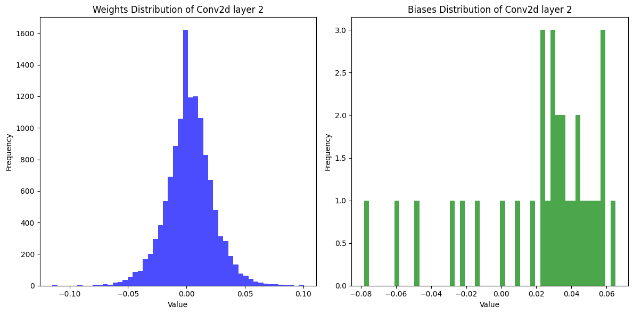 Weights Distribution of Conv2d layer 2
Frequency
1600
1400
1200
1000
800
600
400
200
0
−0.10 −0.05 0.00 0.05 0.10
Value
Biases Distribution of Conv2d layer 2
Frequency
3.0
2.5
2.0
1.5
1.0
0.5
0.0
−0.08 −0.06 −0.04 −0.02 0.00 0.02 0.04 0.06
Value